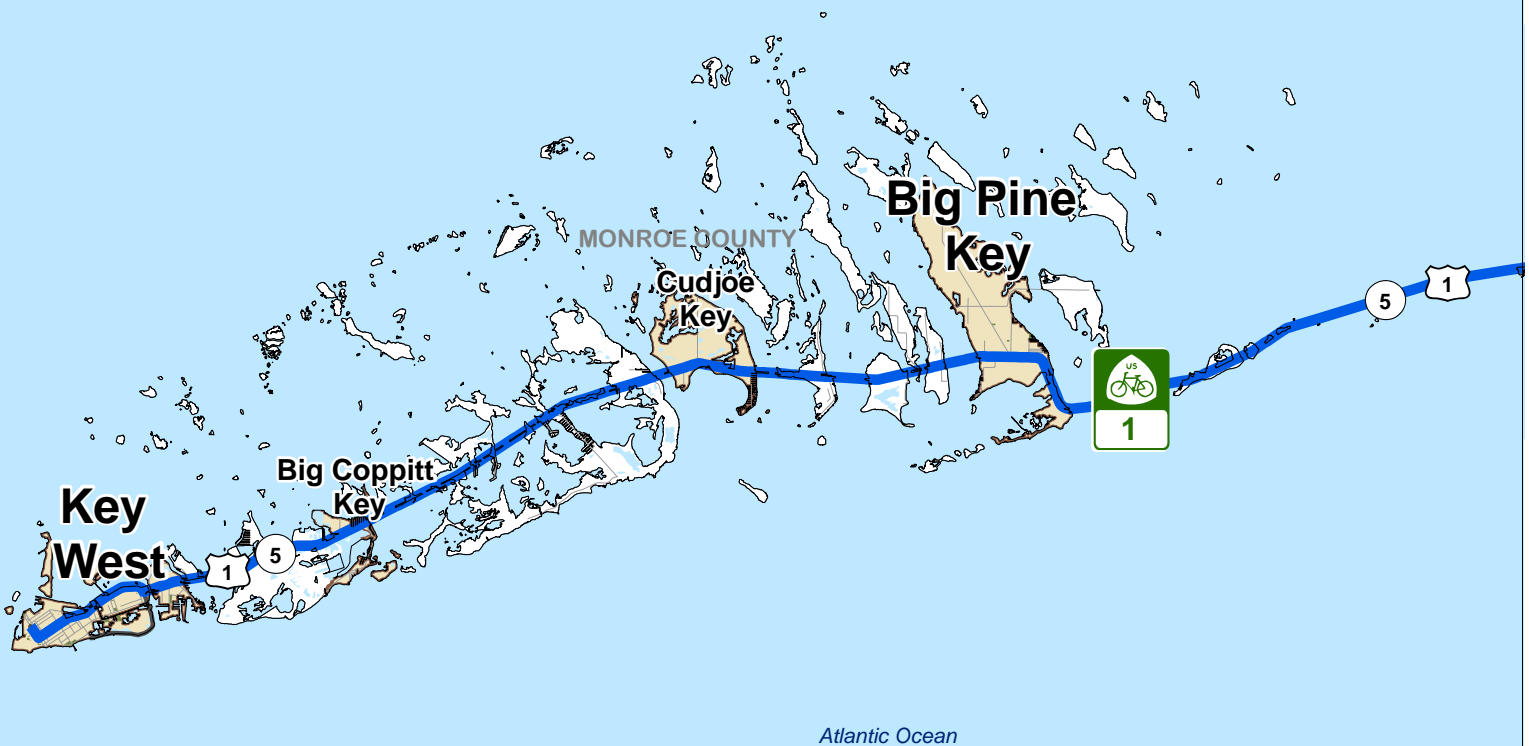 Big Pine
Key
MONROE COUNTY
Cudjoe
Key
1
5
US
1
Big Coppitt
Key
Key
West
5
1
Atlantic Ocean